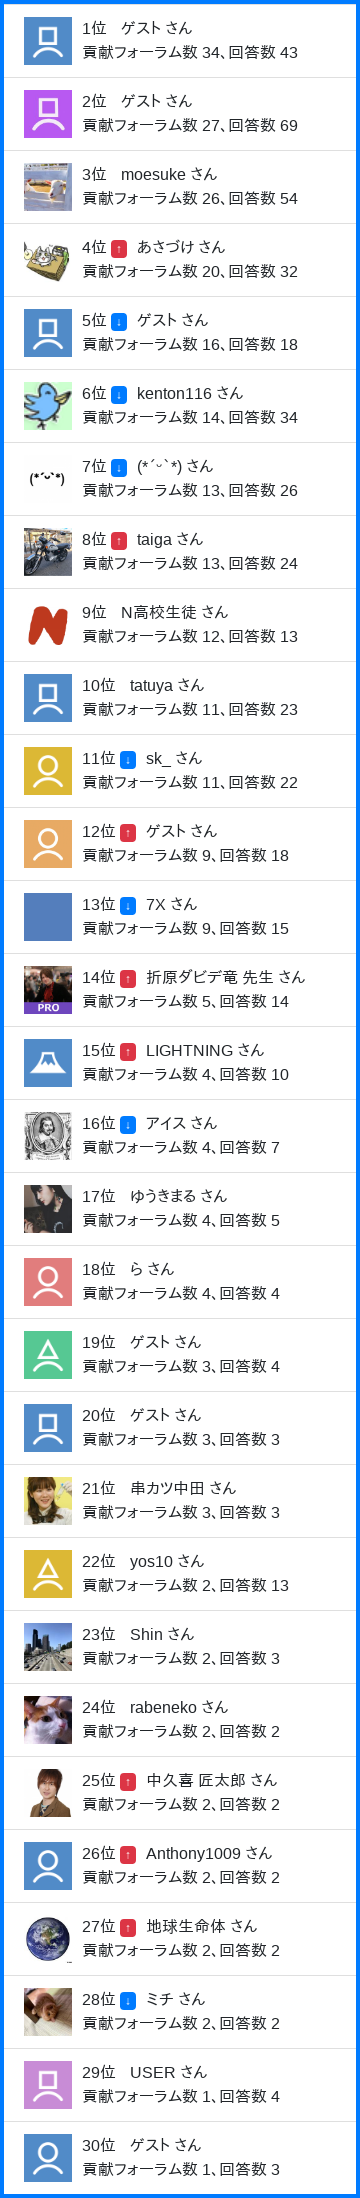 1位 ゲスト さん
貢献フォーラム数 34、回答数 43
2位 ゲスト さん
貢献フォーラム数 27、回答数 69
3位 moesuke さん
貢献フォーラム数 26、回答数 54
4位 ↑ あさづけ さん
貢献フォーラム数 20、回答数 32
5位 ↓ ゲスト さん
貢献フォーラム数 16、回答数 18
6位 ↓ kenton116 さん
貢献フォーラム数 14、回答数 34
(*´ᵕ`*)
7位 ↓ (*´ᵕ`*) さん
貢献フォーラム数 13、回答数 26
8位 ↑ taiga さん
貢献フォーラム数 13、回答数 24
9位 N高校生徒 さん
貢献フォーラム数 12、回答数 13
10位 tatuya さん
貢献フォーラム数 11、回答数 23
11位 ↓ sk_ さん
貢献フォーラム数 11、回答数 22
12位 ↑ ゲスト さん
貢献フォーラム数 9、回答数 18
13位 ↓ 7X さん
貢献フォーラム数 9、回答数 15
14位 ↑ 折原ダビデ竜 先生 さん
貢献フォーラム数 5、回答数 14
PRO
15位 ↑ LIGHTNING さん
貢献フォーラム数 4、回答数 10
16位 ↓ アイス さん
貢献フォーラム数 4、回答数 7
17位 ゆうきまる さん
貢献フォーラム数 4、回答数 5
18位 ら さん
貢献フォーラム数 4、回答数 4
19位 ゲスト さん
貢献フォーラム数 3、回答数 4
20位 ゲスト さん
貢献フォーラム数 3、回答数 3
21位 串カツ中田 さん
貢献フォーラム数 3、回答数 3
22位 yos10 さん
貢献フォーラム数 2、回答数 13
23位 Shin さん
貢献フォーラム数 2、回答数 3
24位 rabeneko さん
貢献フォーラム数 2、回答数 2
25位 ↑ 中久喜 匠太郎 さん
貢献フォーラム数 2、回答数 2
26位 ↑ Anthony1009 さん
貢献フォーラム数 2、回答数 2
27位 ↑ 地球生命体 さん
貢献フォーラム数 2、回答数 2
28位 ↓ ミチ さん
貢献フォーラム数 2、回答数 2
29位 USER さん
貢献フォーラム数 1、回答数 4
30位 ゲスト さん
貢献フォーラム数 1、回答数 3